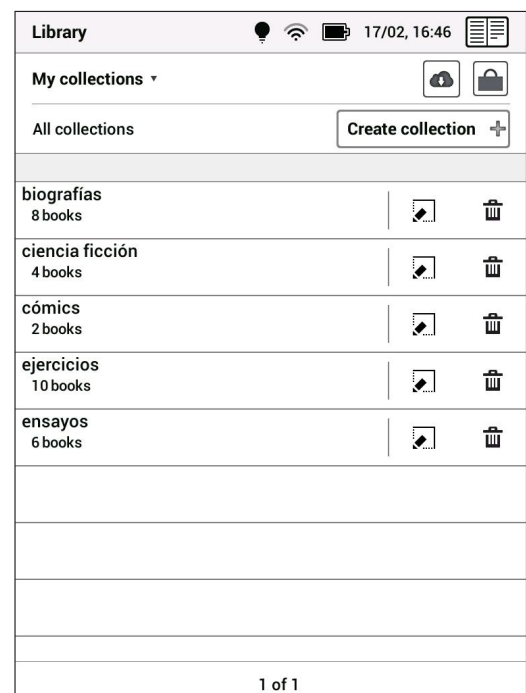 Library 17/02, 16:46
My collections
All collections Create collection
biografías
8 books
ciencia ficción
4 books
cómics
2 books
ejercicios
10 books
ensayos
6 books
1 of 1